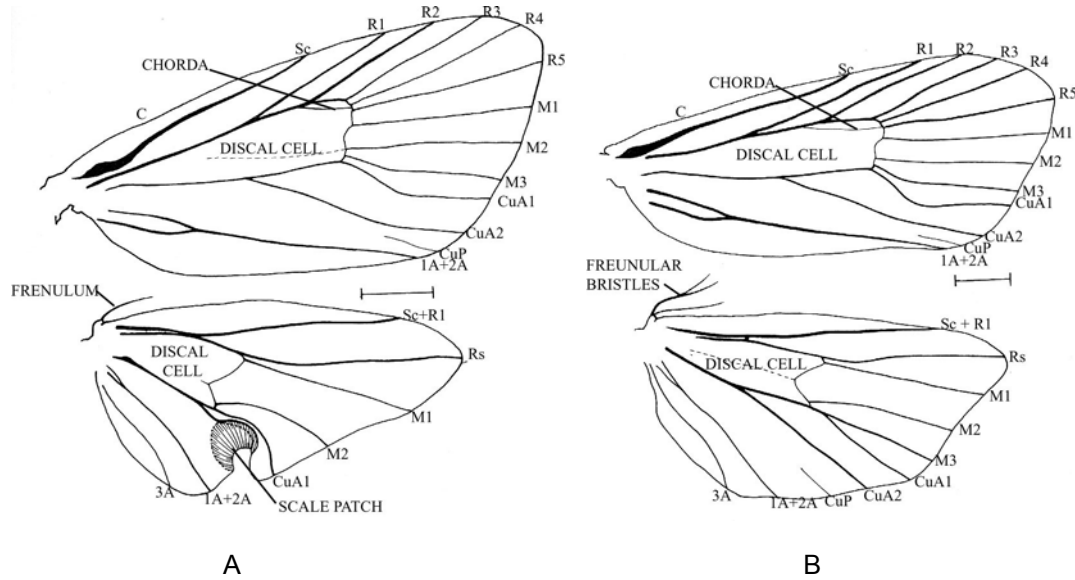 C
CHORDA
Sc
R1
R2
R3
R4
R5
M1
M2
M3
CuA1
CuA2
CuP
1A+2A
DISCAL CELL
FRENULUM
Sc+R1
Rs
M1
M2
CuA1
1A+2A
3A
DISCAL
CELL
SCALE PATCH
A
C
CHORDA
Sc
R1
R2
R3
R4
R5
M1
M2
M3
CuA1
CuA2
CuP
1A+2A
DISCAL CELL
FREUNULAR
BRISTLES
Sc + R1
Rs
M1
M2
M3
CuA1
CuA2
CuP
1A+2A
3A
DISCAL CELL
B